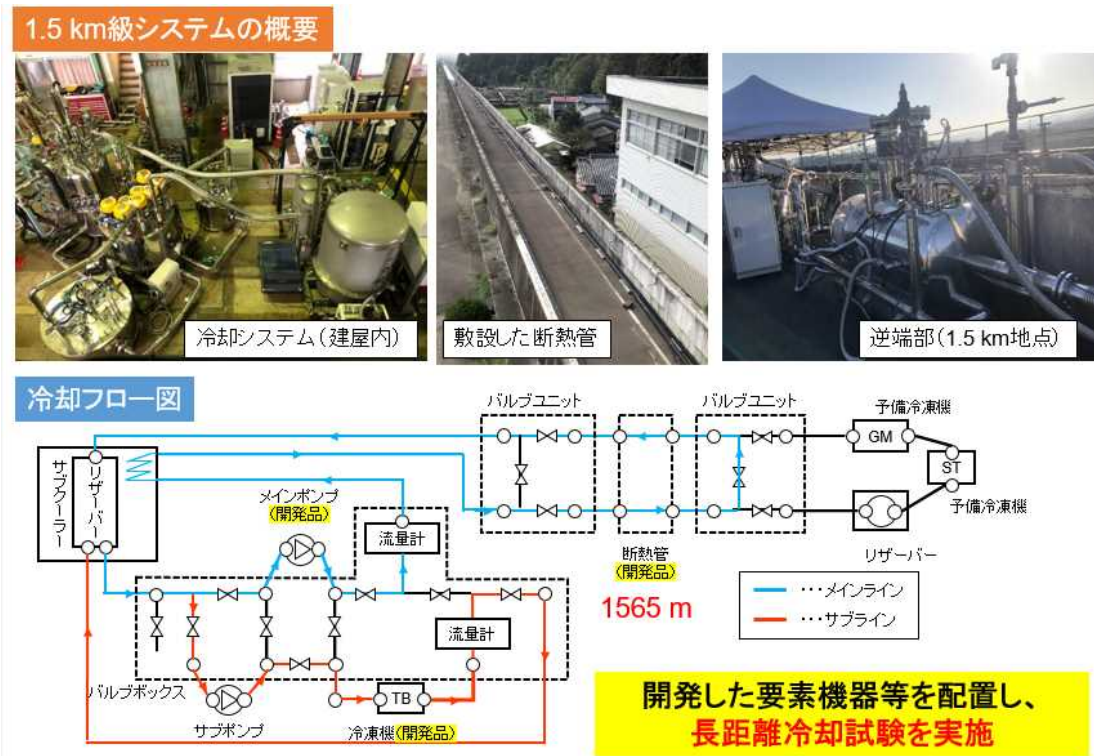 1.5 km級システムの概要
冷却システム(建屋内)
敷設した断熱管
逆端部(1.5 km地点)
冷却フロー図
バルブユニット
バルブユニット
予備冷凍機
GM
ST
予備冷凍機
リザーバー
サブクーラー
リザーバー
メインポンプ
(開発品)
流量計
断熱管
(開発品)
1565 m
流量計
バルブボックス
サブポンプ
TB
冷凍機(開発品)
・・・メインライン
・・・サブライン
開発した要素機器等を配置し、
長距離冷却試験を実施